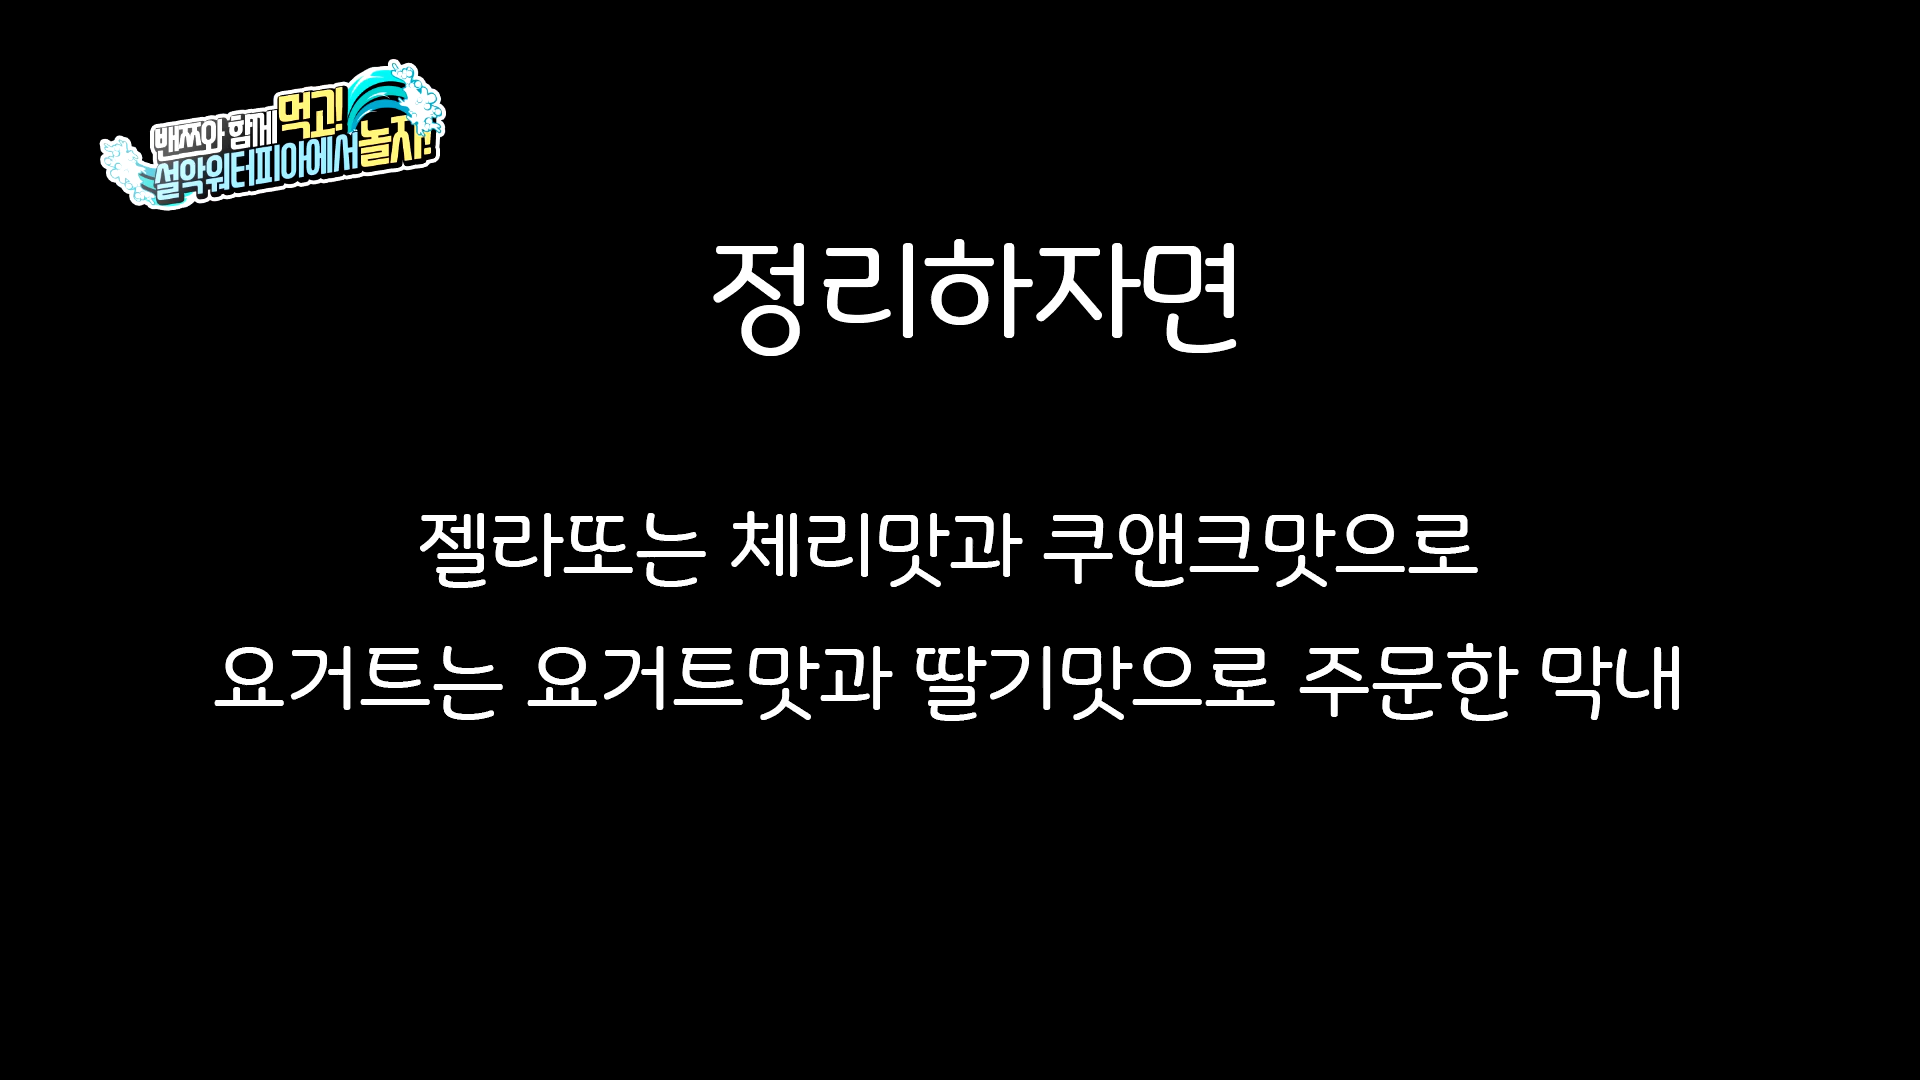 밴쯔와 함께 먹고!
설악워터피아에서 놀자!
정리하자면
젤라또는 체리맛과 쿠앤크맛으로
요거트는 요거트맛과 딸기맛으로 주문한 막내